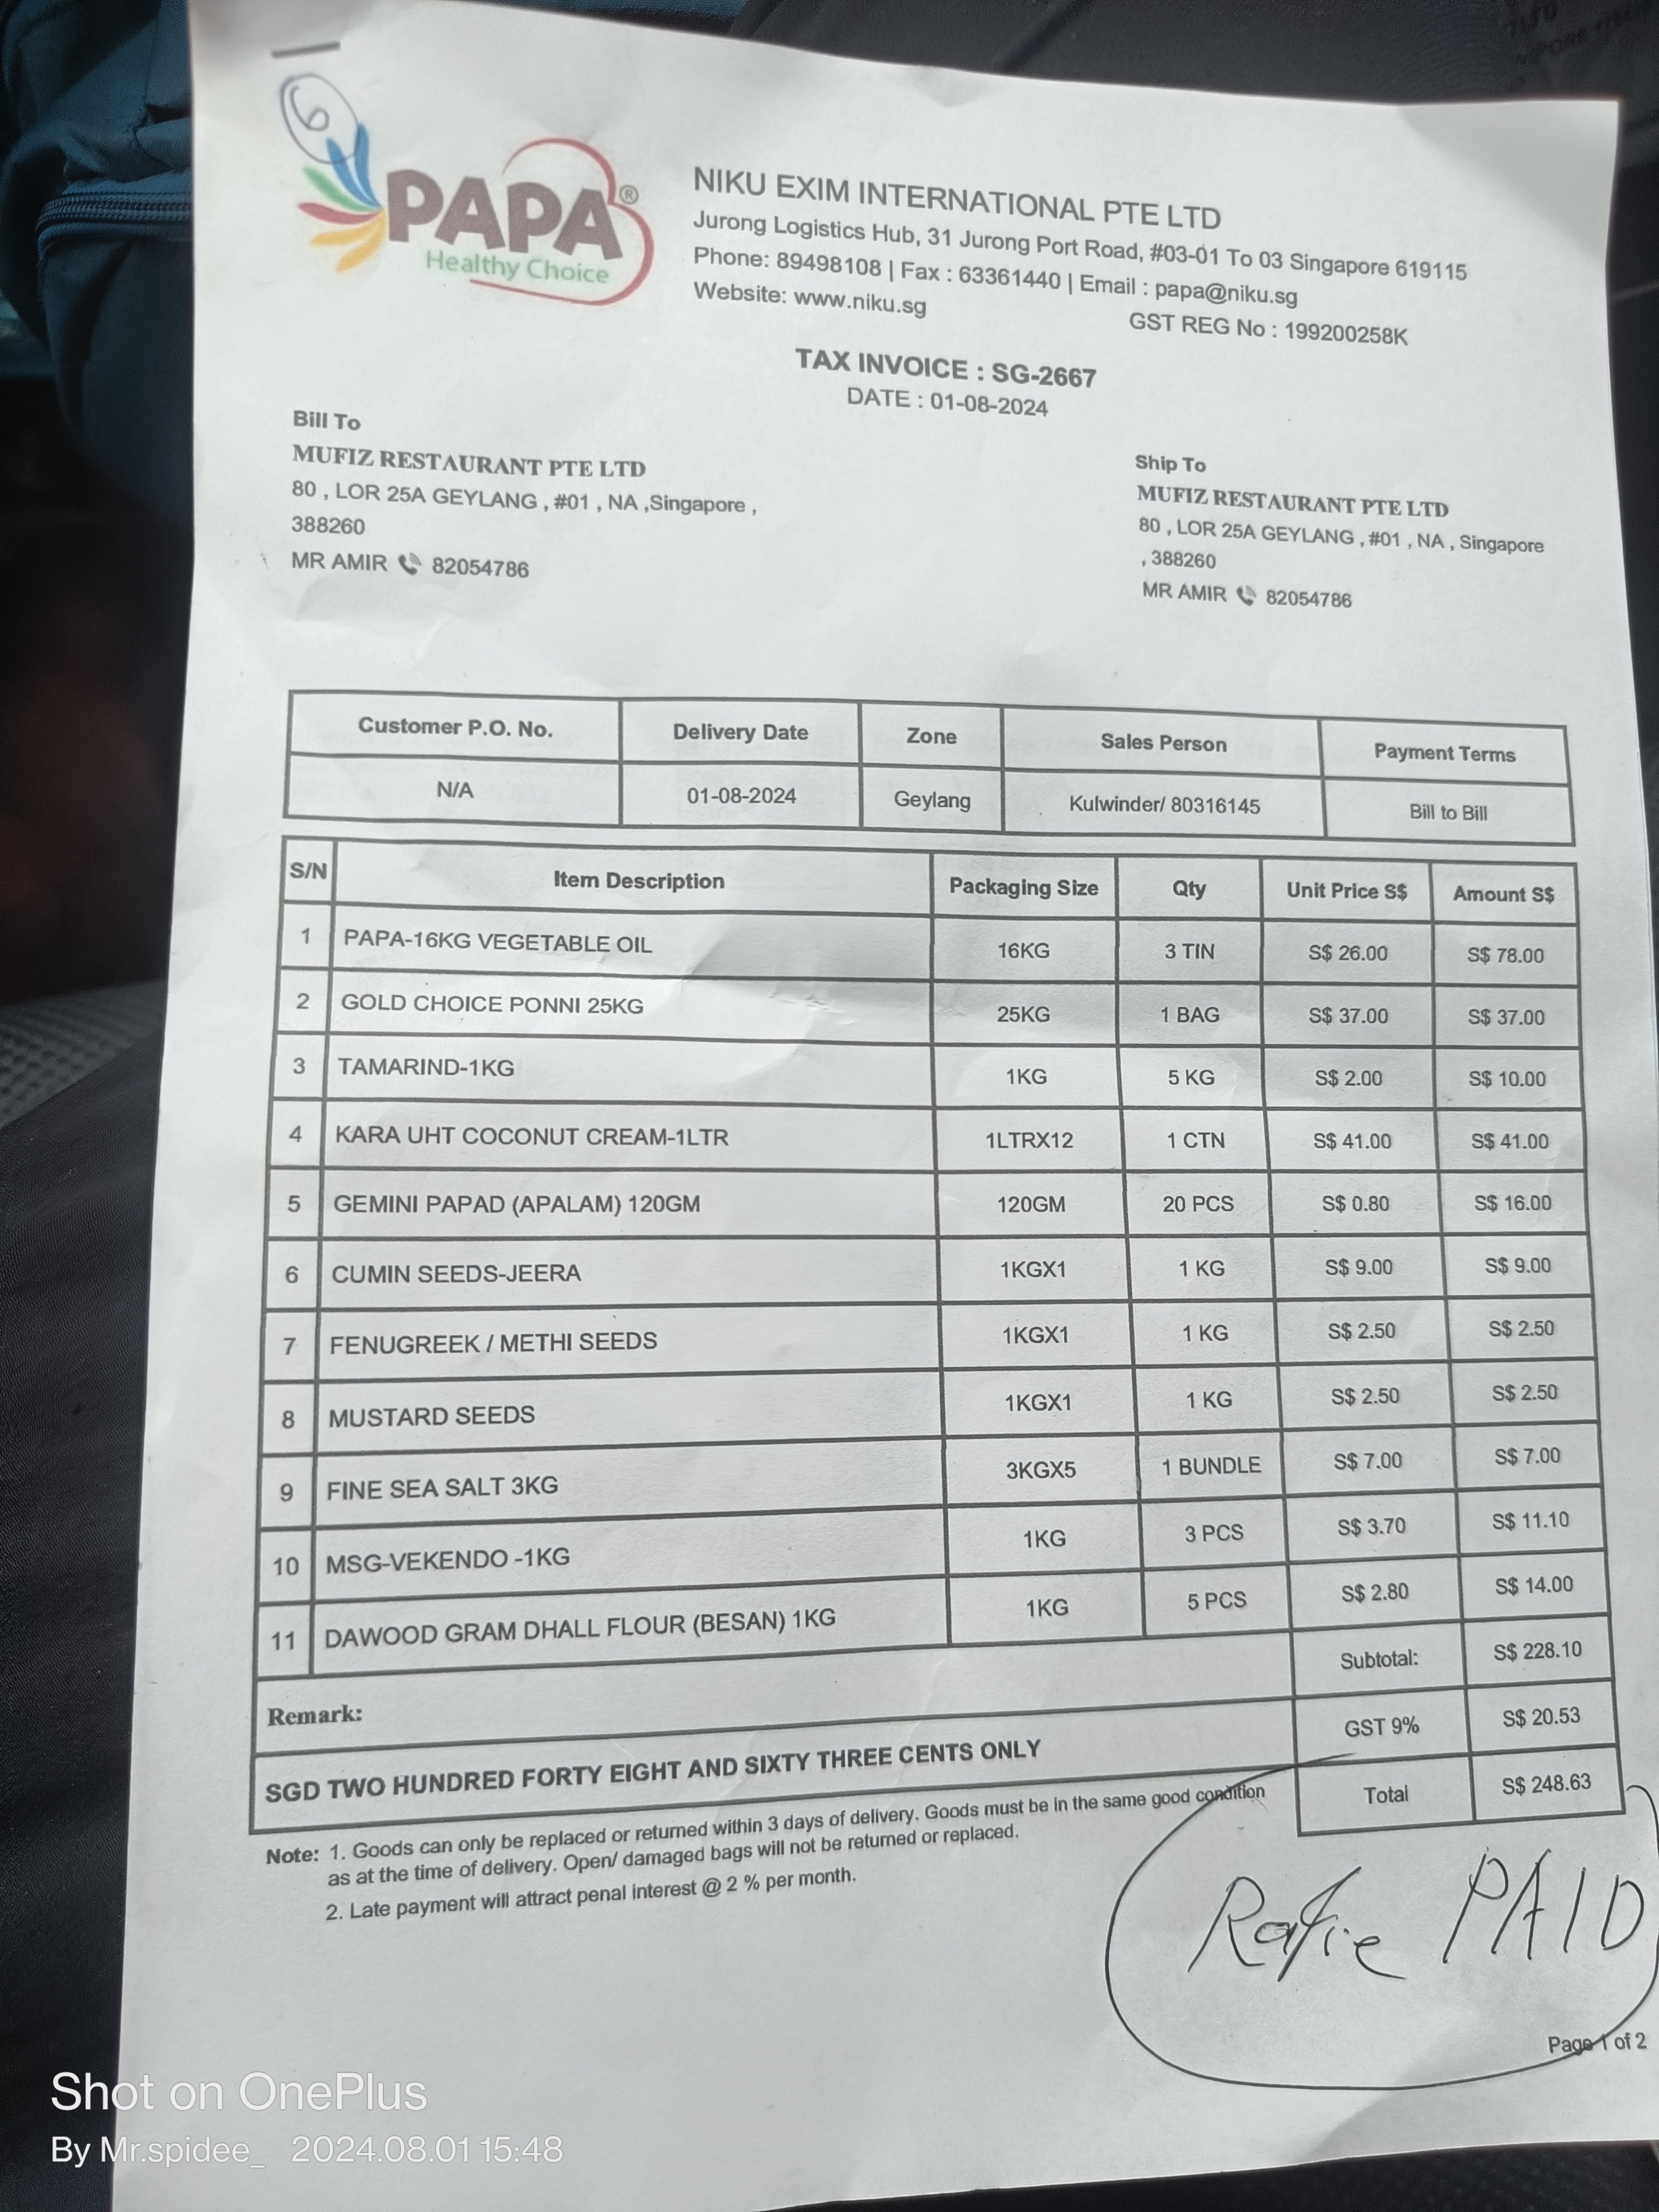 6
PAPA®
Healthy Choice
NIKU EXIM INTERNATIONAL PTE LTD
Jurong Logistics Hub, 31 Jurong Port Road, #03-01 To 03 Singapore 619115
Phone: 89498108 | Fax : 63361440 | Email : papa@niku.sg
Website: www.niku.sg
GST REG No : 199200258K
TAX INVOICE : SG-2667
DATE : 01-08-2024
Bill To
MUFIZ RESTAURANT PTE LTD
80 , LOR 25A GEYLANG , #01 , NA ,Singapore ,
388260
MR AMIR 82054786
Ship To
MUFIZ RESTAURANT PTE LTD
80 , LOR 25A GEYLANG , #01 , NA , Singapore
, 388260
MR AMIR 82054786
Customer P.O. No. Delivery Date Zone Sales Person Payment Terms
N/A 01-08-2024 Geylang Kulwinder/ 80316145 Bill to Bill
S/N Item Description Packaging Size Qty Unit Price S$ Amount S$
1 PAPA-16KG VEGETABLE OIL 16KG 3 TIN S$ 26.00 S$ 78.00
2 GOLD CHOICE PONNI 25KG 25KG 1 BAG S$ 37.00 S$ 37.00
3 TAMARIND-1KG 1KG 5 KG S$ 2.00 S$ 10.00
4 KARA UHT COCONUT CREAM-1LTR 1LTRX12 1 CTN S$ 41.00 S$ 41.00
5 GEMINI PAPAD (APALAM) 120GM 120GM 20 PCS S$ 0.80 S$ 16.00
6 CUMIN SEEDS-JEERA 1KGX1 1 KG S$ 9.00 S$ 9.00
7 FENUGREEK / METHI SEEDS 1KGX1 1 KG S$ 2.50 S$ 2.50
8 MUSTARD SEEDS 1KGX1 1 KG S$ 2.50 S$ 2.50
9 FINE SEA SALT 3KG 3KGX5 1 BUNDLE S$ 7.00 S$ 7.00
10 MSG-VEKENDO -1KG 1KG 3 PCS S$ 3.70 S$ 11.10
11 DAWOOD GRAM DHALL FLOUR (BESAN) 1KG 1KG 5 PCS S$ 2.80 S$ 14.00
Subtotal: S$ 228.10
Remark:
GST 9% S$ 20.53
SGD TWO HUNDRED FORTY EIGHT AND SIXTY THREE CENTS ONLY
Total S$ 248.63
Note: 1. Goods can only be replaced or returned within 3 days of delivery. Goods must be in the same good condition
as at the time of delivery. Open/ damaged bags will not be returned or replaced.
2. Late payment will attract penal interest @ 2 % per month.
PAID
Page 1 of 2
Shot on OnePlus
By Mr.spidee_ 2024.08.01 15:48